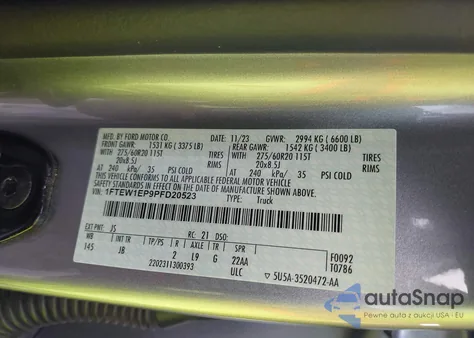 MFD. BY FORD MOTOR CO. 11/23 GVWR: 2994 KG (6600 LB)
FRONT GAWR: 1531 KG (3375 LB) REAR GAWR: 1542 KG (3400 LB)
WITH 275/60R20 115T TIRES WITH 275/60R20 115T TIRES
20x8.5J RIMS 20x8.5J RIMS
AT 240 kPa/ 35 PSI COLD AT 240 kPa/ 35 PSI COLD
THIS VEHICLE CONFORMS TO ALL APPLICABLE FEDERAL MOTOR VEHICLE
SAFETY AND THEFT PREVENTION STANDARDS IN EFFECT ON THE DATE OF MANUFACTURE SHOWN ABOVE.
VIN: 1FTEW1EP9PFD20523 TYPE: Truck
EXT PNT: JS RC: 21 DSO: F0092
WB INT TR TP/PS R AXLE TR SPR T0786
145 JB 2 L9 G 22AA
2202311300393 ULC ▽ 5U5A-3520472-AA
autoSnap
Pewne auta z aukcji USA - EU